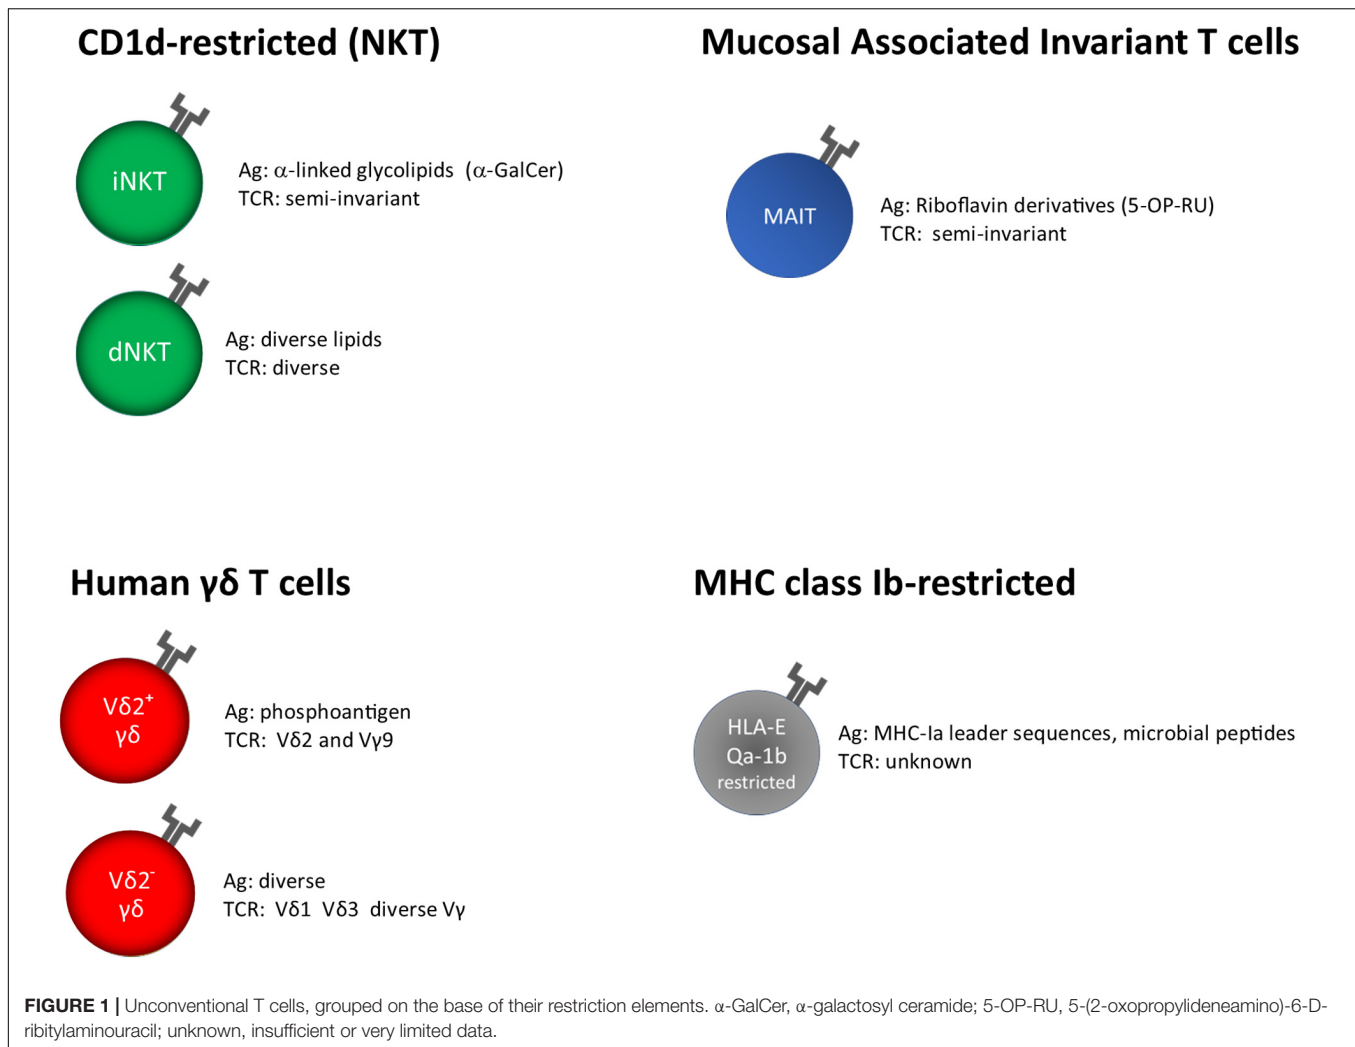 CD1d-restricted (NKT)
iNKT
Ag: α-linked glycolipids (α-GalCer)
TCR: semi-invariant
dNKT
Ag: diverse lipids
TCR: diverse
Mucosal Associated Invariant T cells
MAIT
Ag: Riboflavin derivatives (5-OP-RU)
TCR: semi-invariant
Human γδ T cells
Vδ2⁺
γδ
Ag: phosphoantigen
TCR: Vδ2 and Vγ9
Vδ2⁻
γδ
Ag: diverse
TCR: Vδ1 Vδ3 diverse Vγ
MHC class Ib-restricted
HLA-E
Qa-1b
restricted
Ag: MHC-Ia leader sequences, microbial peptides
TCR: unknown
FIGURE 1 | Unconventional T cells, grouped on the base of their restriction elements. α-GalCer, α-galactosyl ceramide; 5-OP-RU, 5-(2-oxopropylideneamino)-6-D-
ribitylaminouracil; unknown, insufficient or very limited data.